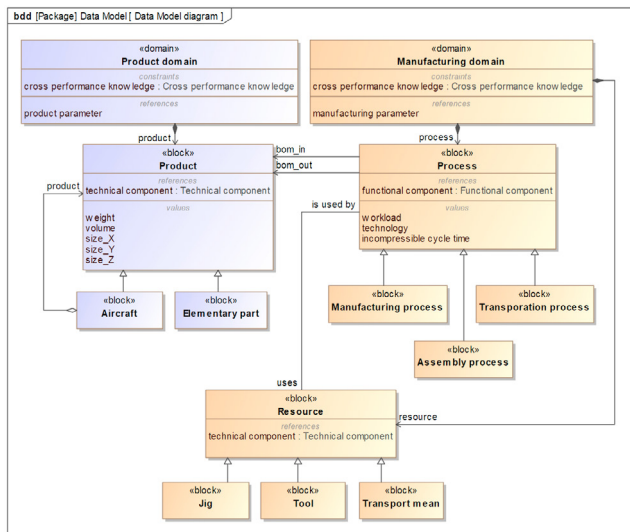 bdd [Package] Data Model [ Data Model diagram ]
«domain»
Product domain
constraints
cross performance knowledge : Cross performance knowledge
references
product parameter
«domain»
Manufacturing domain
constraints
cross performance knowledge : Cross performance knowledge
references
manufacturing parameter
product
process
bom_in
bom_out
«block»
Product
references
technical component : Technical component
values
weight
volume
size_X
size_Y
size_Z
product
«block»
Process
references
functional component : Functional component
values
workload
technology
incompressible cycle time
is used by
«block»
Aircraft
«block»
Elementary part
«block»
Manufacturing process
«block»
Transporation process
«block»
Assembly process
uses
resource
«block»
Resource
references
technical component : Technical component
«block»
Jig
«block»
Tool
«block»
Transport mean